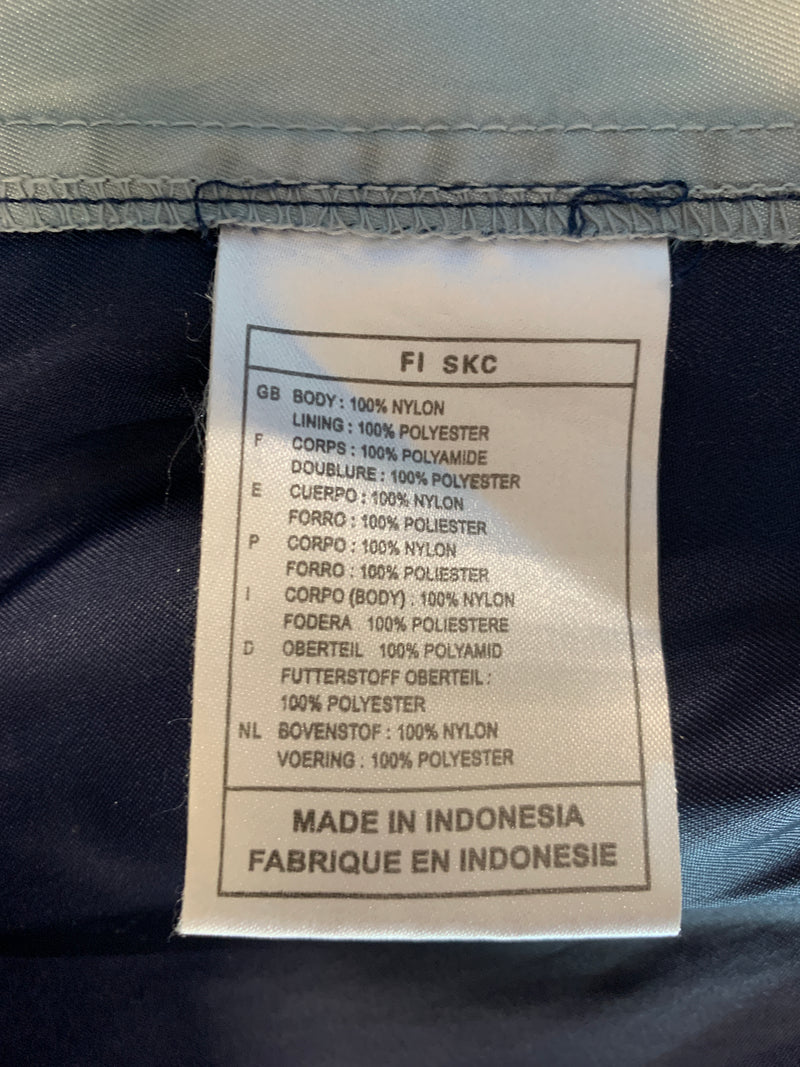 FI SKC
GB BODY : 100% NYLON
LINING : 100% POLYESTER
F CORPS : 100% POLYAMIDE
DOUBLURE : 100% POLYESTER
E CUERPO : 100% NYLON
FORRO : 100% POLIESTER
P CORPO : 100% NYLON
FORRO : 100% POLIESTER
I CORPO (BODY) : 100% NYLON
FODERA 100% POLIESTERE
D OBERTEIL 100% POLYAMID
FUTTERSTOFF OBERTEIL :
100% POLYESTER
NL BOVENSTOF : 100% NYLON
VOERING : 100% POLYESTER
MADE IN INDONESIA
FABRIQUE EN INDONESIE